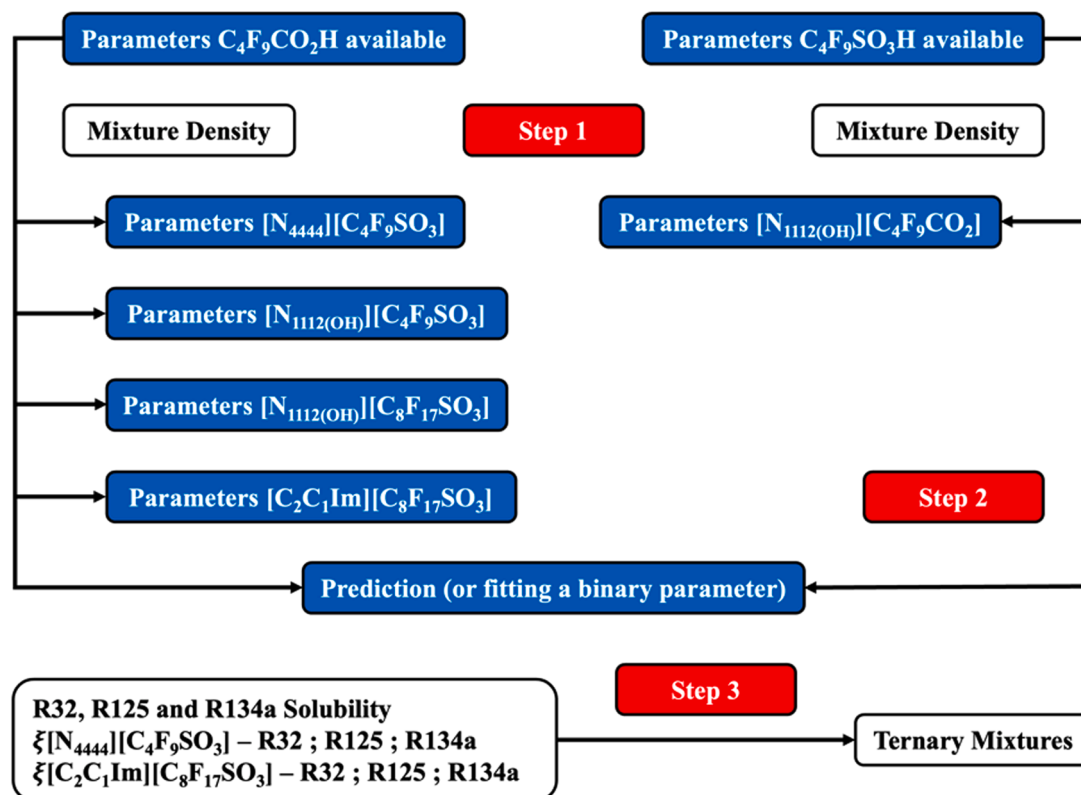 Parameters C₄F₉CO₂H available
Parameters C₄F₉SO₃H available
Mixture Density
Step 1
Mixture Density
Parameters [N₄₄₄₄][C₄F₉SO₃]
Parameters [N₁₁₁₂₍OH₎][C₄F₉CO₂]
Parameters [N₁₁₁₂₍OH₎][C₄F₉SO₃]
Parameters [N₁₁₁₂₍OH₎][C₈F₁₇SO₃]
Parameters [C₂C₁Im][C₈F₁₇SO₃]
Step 2
Prediction (or fitting a binary parameter)
Step 3
R32, R125 and R134a Solubility
ξ[N₄₄₄₄][C₄F₉SO₃] – R32 ; R125 ; R134a
ξ[C₂C₁Im][C₈F₁₇SO₃] – R32 ; R125 ; R134a
Ternary Mixtures